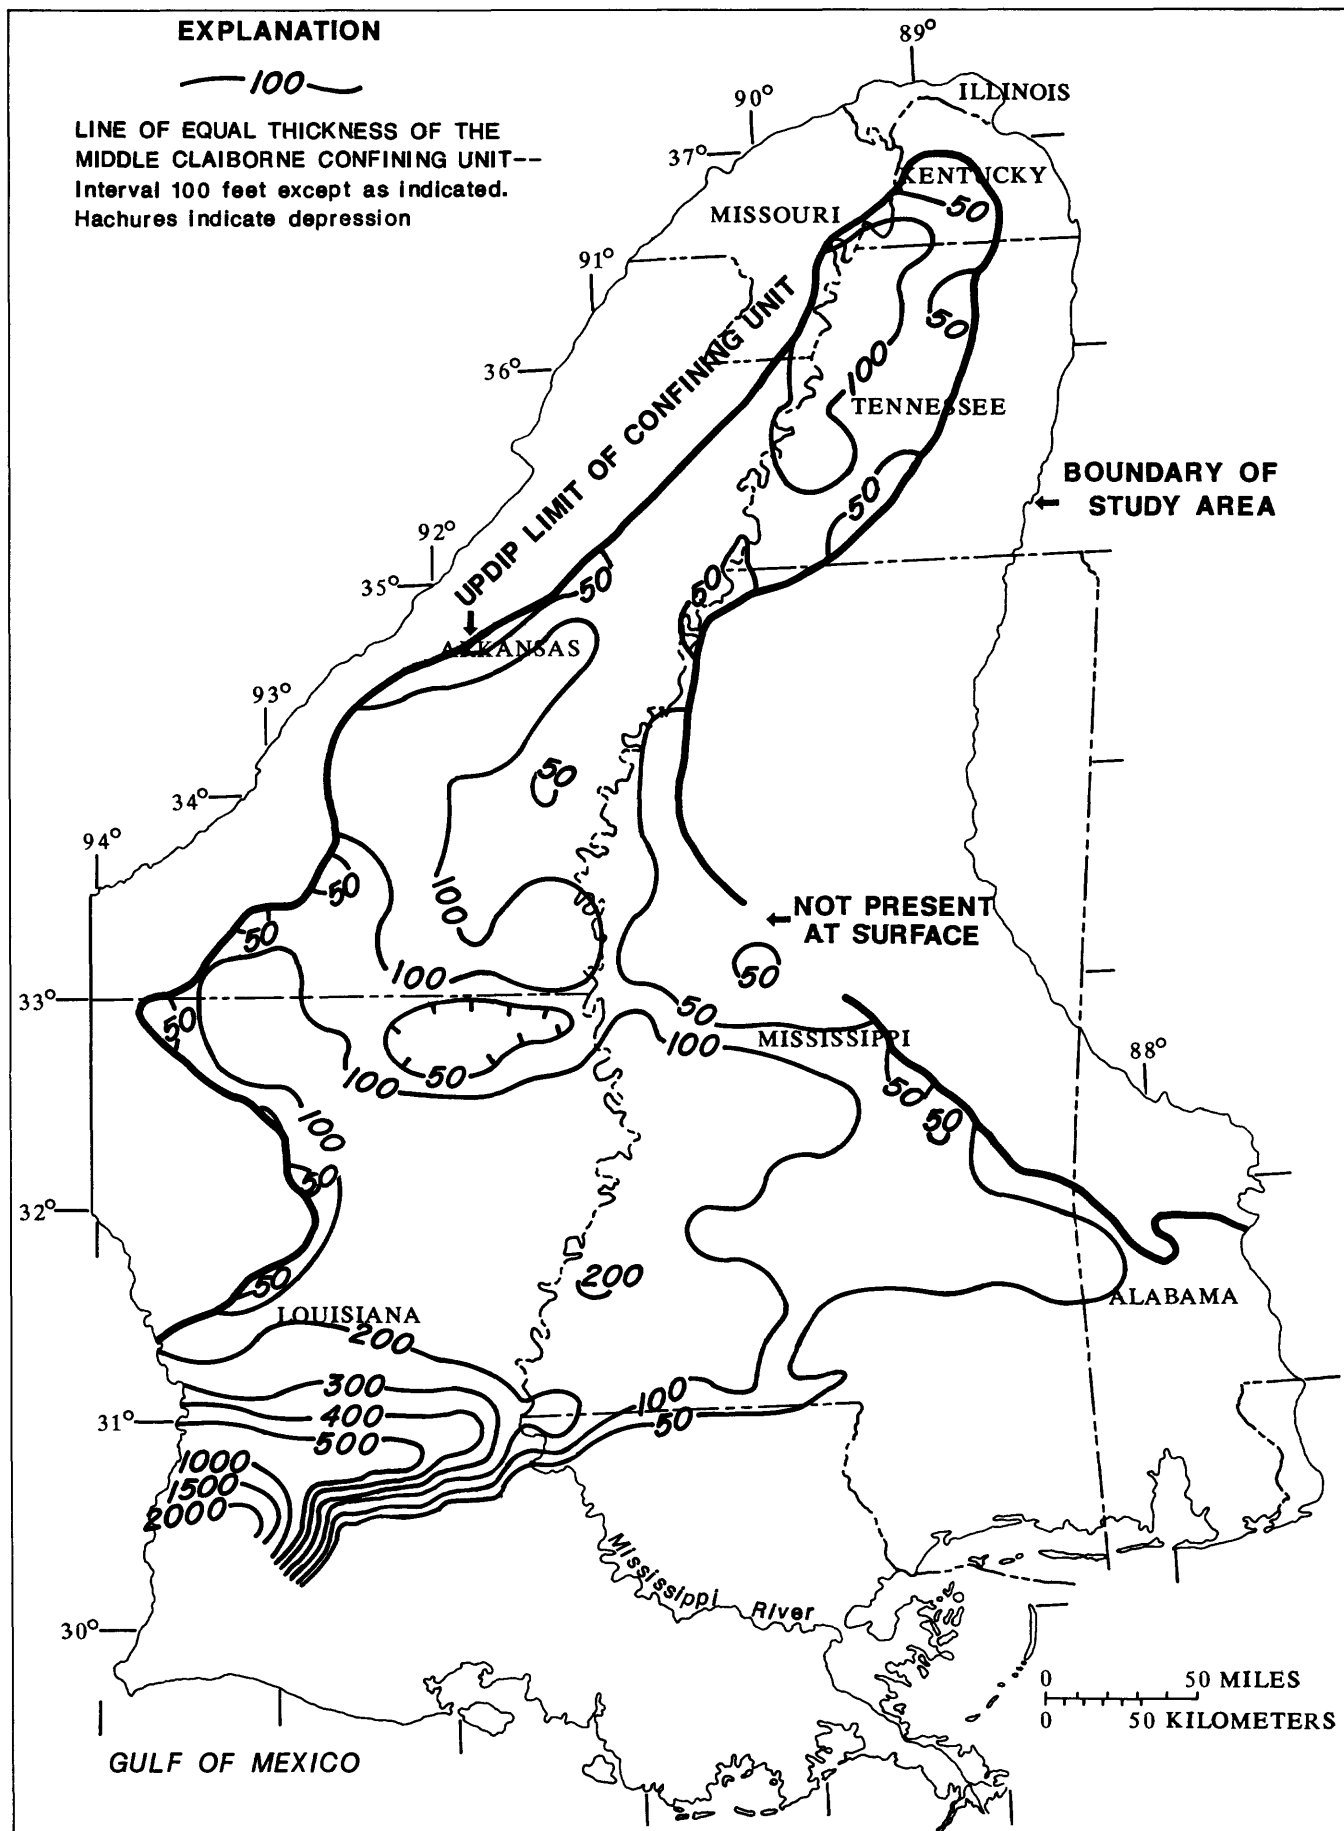 EXPLANATION
100
LINE OF EQUAL THICKNESS OF THE
MIDDLE CLAIBORNE CONFINING UNIT--
Interval 100 feet except as indicated.
Hachures indicate depression
89°
90°
ILLINOIS
37°
KENTUCKY
50
MISSOURI
91°
50
36°
100
TENNESSEE
UPDIP LIMIT OF CONFINING UNIT
BOUNDARY OF
STUDY AREA
50
92°
35°
50
50
ARKANSAS
93°
50
34°
94°
50
100
NOT PRESENT
AT SURFACE
50
100
50
33°
50
50
MISSISSIPPI
100
88°
50
100
50
50
100
50
32°
200
50
LOUISIANA
ALABAMA
200
300
100
400
50
31°
500
1000
1500
2000
Mississippi River
30°
0 50 MILES
0 50 KILOMETERS
GULF OF MEXICO